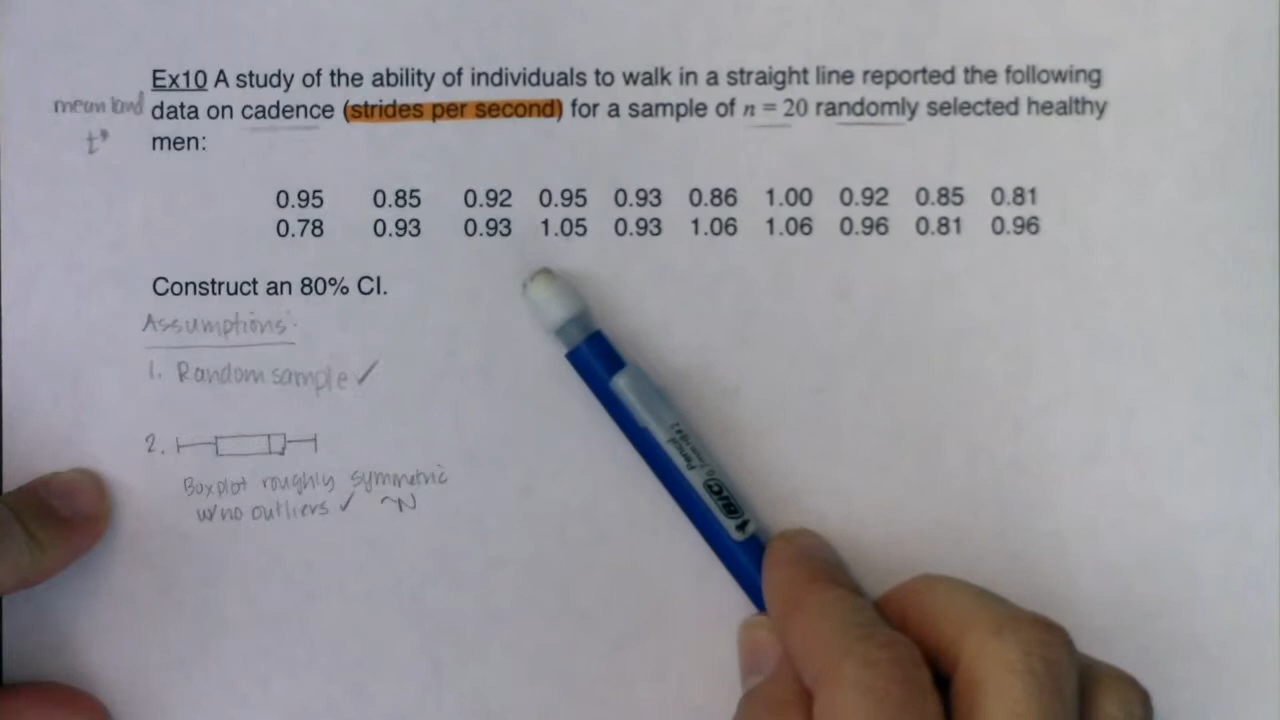 Ex10 A study of the ability of individuals to walk in a straight line reported the following
mean
data on cadence (strides per second) for a sample of n = 20 randomly selected healthy
t*
men:
0.95 0.85 0.92 0.95 0.93 0.86 1.00 0.92 0.85 0.81
0.78 0.93 0.93 1.05 0.93 1.06 1.06 0.96 0.81 0.96
Construct an 80% CI.
Assumptions:
1. Random sample ✓
2.
Boxplot roughly symmetric
w/no outliers ✓ ~N
BIC
Pencil